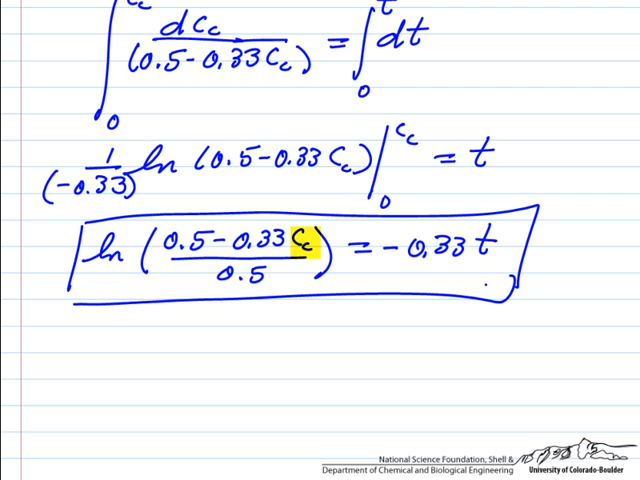 ∫₀^{C_c} dC_c / (0.5 - 0.33 C_c) = ∫₀^{t} dt
1/(-0.33) ln (0.5 - 0.33 C_c) |₀^{C_c} = t
ln ( (0.5 - 0.33 C_c) / 0.5 ) = - 0.33 t
National Science Foundation, Shell &
Department of Chemical and Biological Engineering
University of Colorado-Boulder